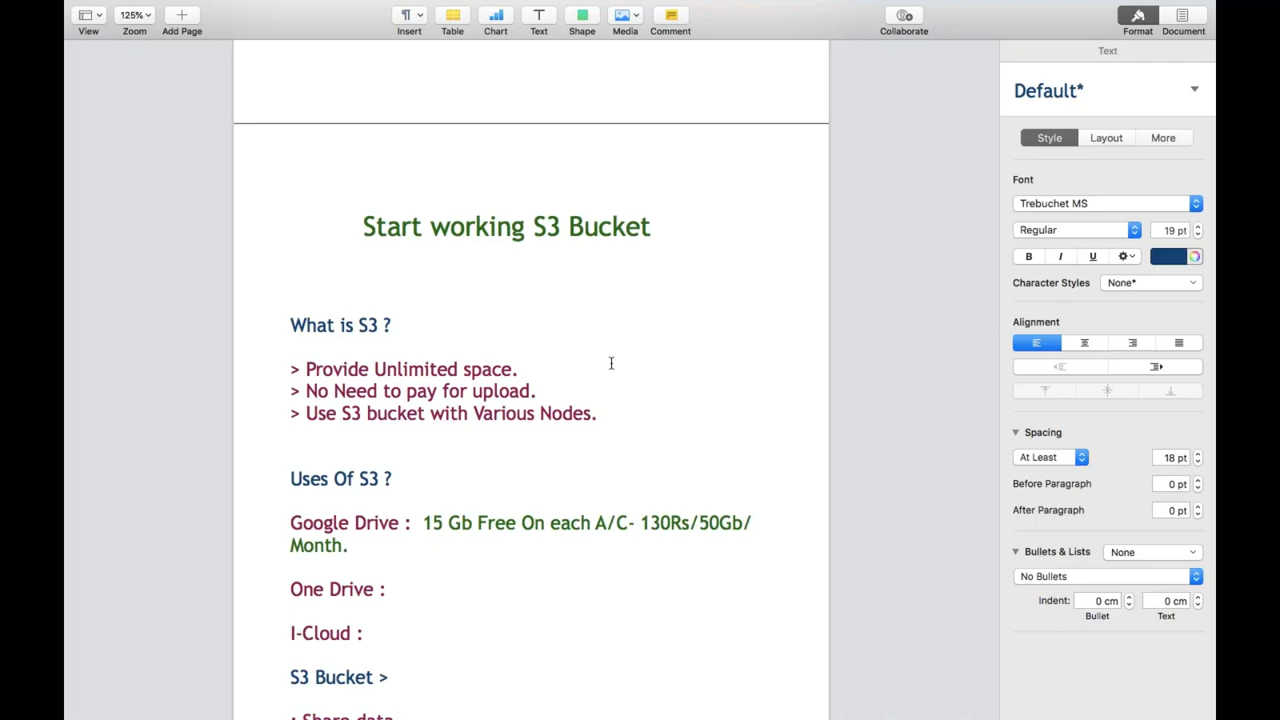 View
125%
Zoom
Add Page
Insert
Table
Chart
Text
Shape
Media
Comment
Collaborate
Format
Document
Start working S3 Bucket
What is S3 ?
> Provide Unlimited space.
> No Need to pay for upload.
> Use S3 bucket with Various Nodes.
Uses Of S3 ?
Google Drive :  15 Gb Free On each A/C- 130Rs/50Gb/
Month.
One Drive :
I-Cloud :
S3 Bucket >
: Share data
Text
Default*
Style Layout More
Font
Trebuchet MS
Regular 19 pt
B I U
Character Styles None*
Alignment
Spacing
At Least 18 pt
Before Paragraph 0 pt
After Paragraph 0 pt
Bullets & Lists None
No Bullets
Indent: 0 cm 0 cm
Bullet Text